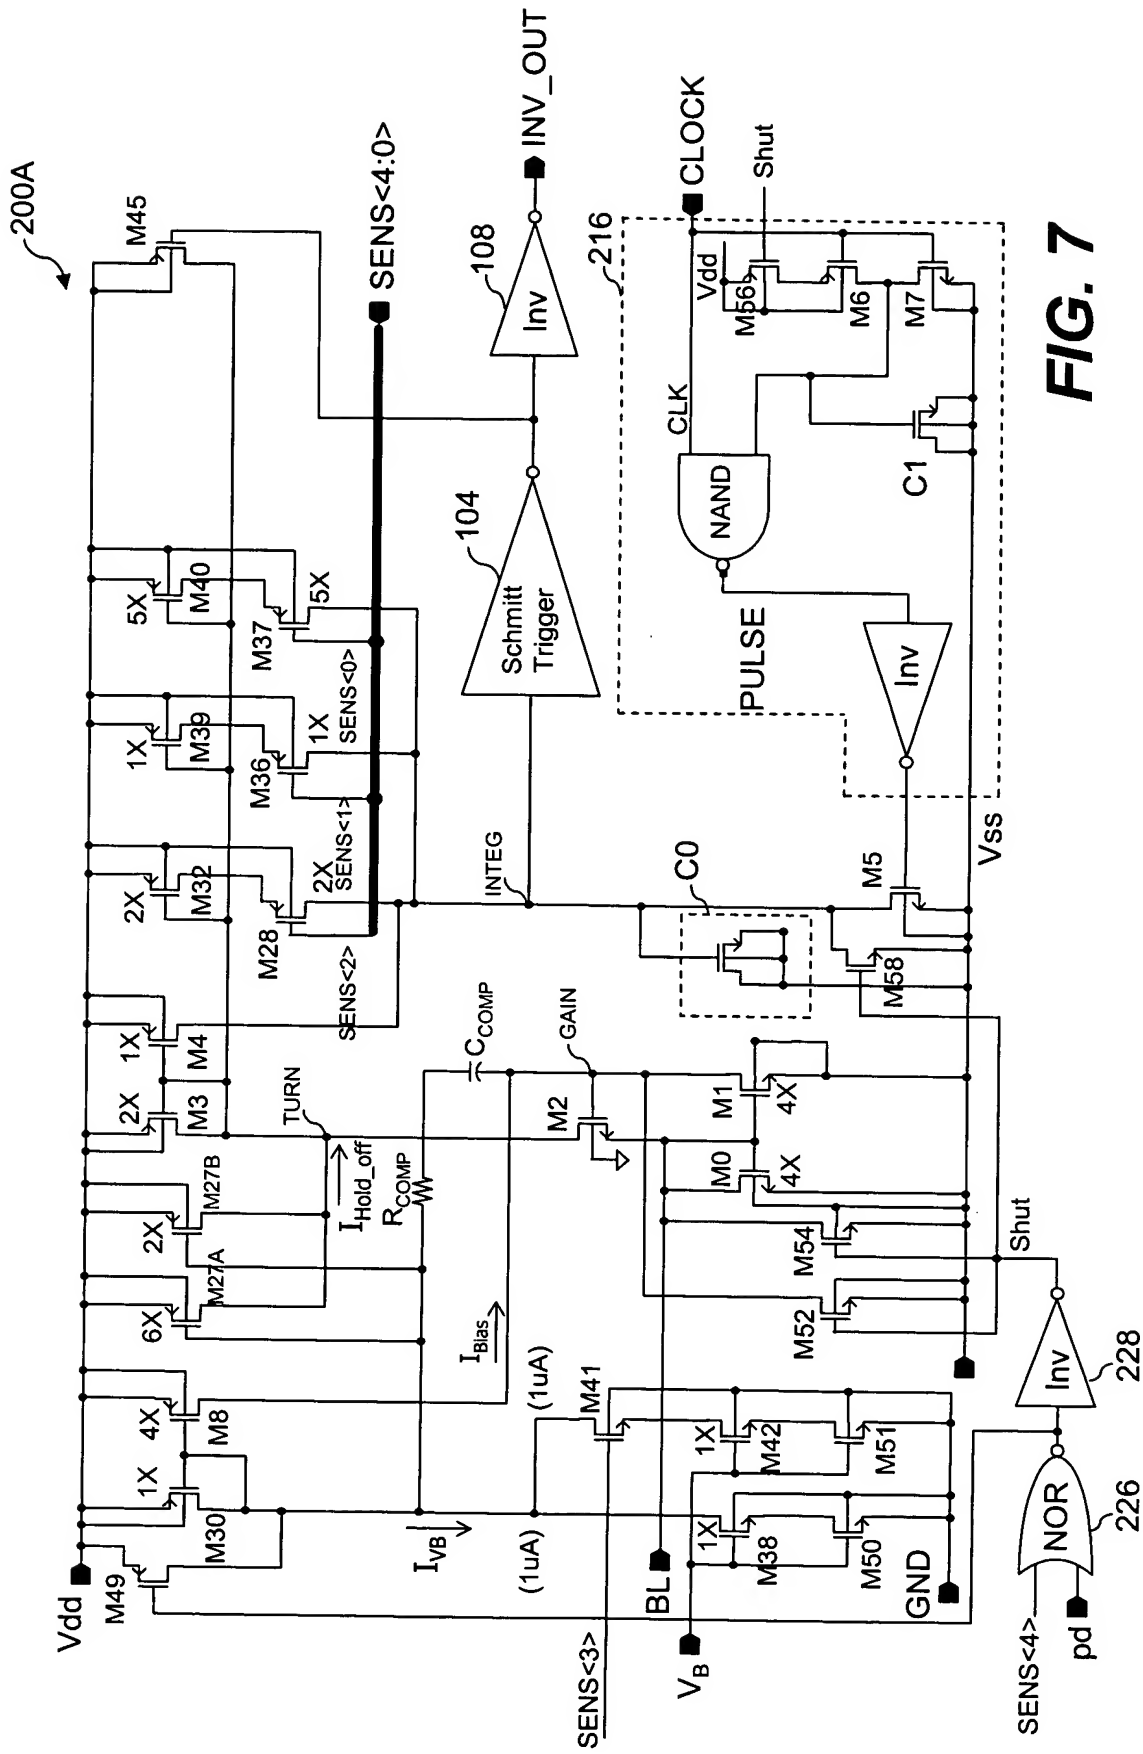 200A
Vdd
M49
M30
1X
4X
M8
6X
M27A
2X
M27B
2X
M3
1X
M4
2X
M32
M28
2X
SENS<2>
1X
M39
M36
1X
SENS<1>
5X
M40
M37
5X
SENS<0>
M45
SENS<4:0>
TURN
IHold_off
RCOMP
CCOMP
IBias
IVB
(1uA)
(1uA)
INTEG
Schmitt
Trigger
104
Inv
108
INV_OUT
GAIN
M2
M41
SENS<3>
BL
VB
1X
M38
M50
1X
M42
M51
GND
M52
M54
M0
4X
M1
4X
C0
M58
M5
Vss
Shut
SENS<4>
pd
NOR
226
Inv
228
PULSE
Inv
NAND
CLK
C1
216
CLOCK
Vdd
M56
Shut
M6
M7
FIG. 7